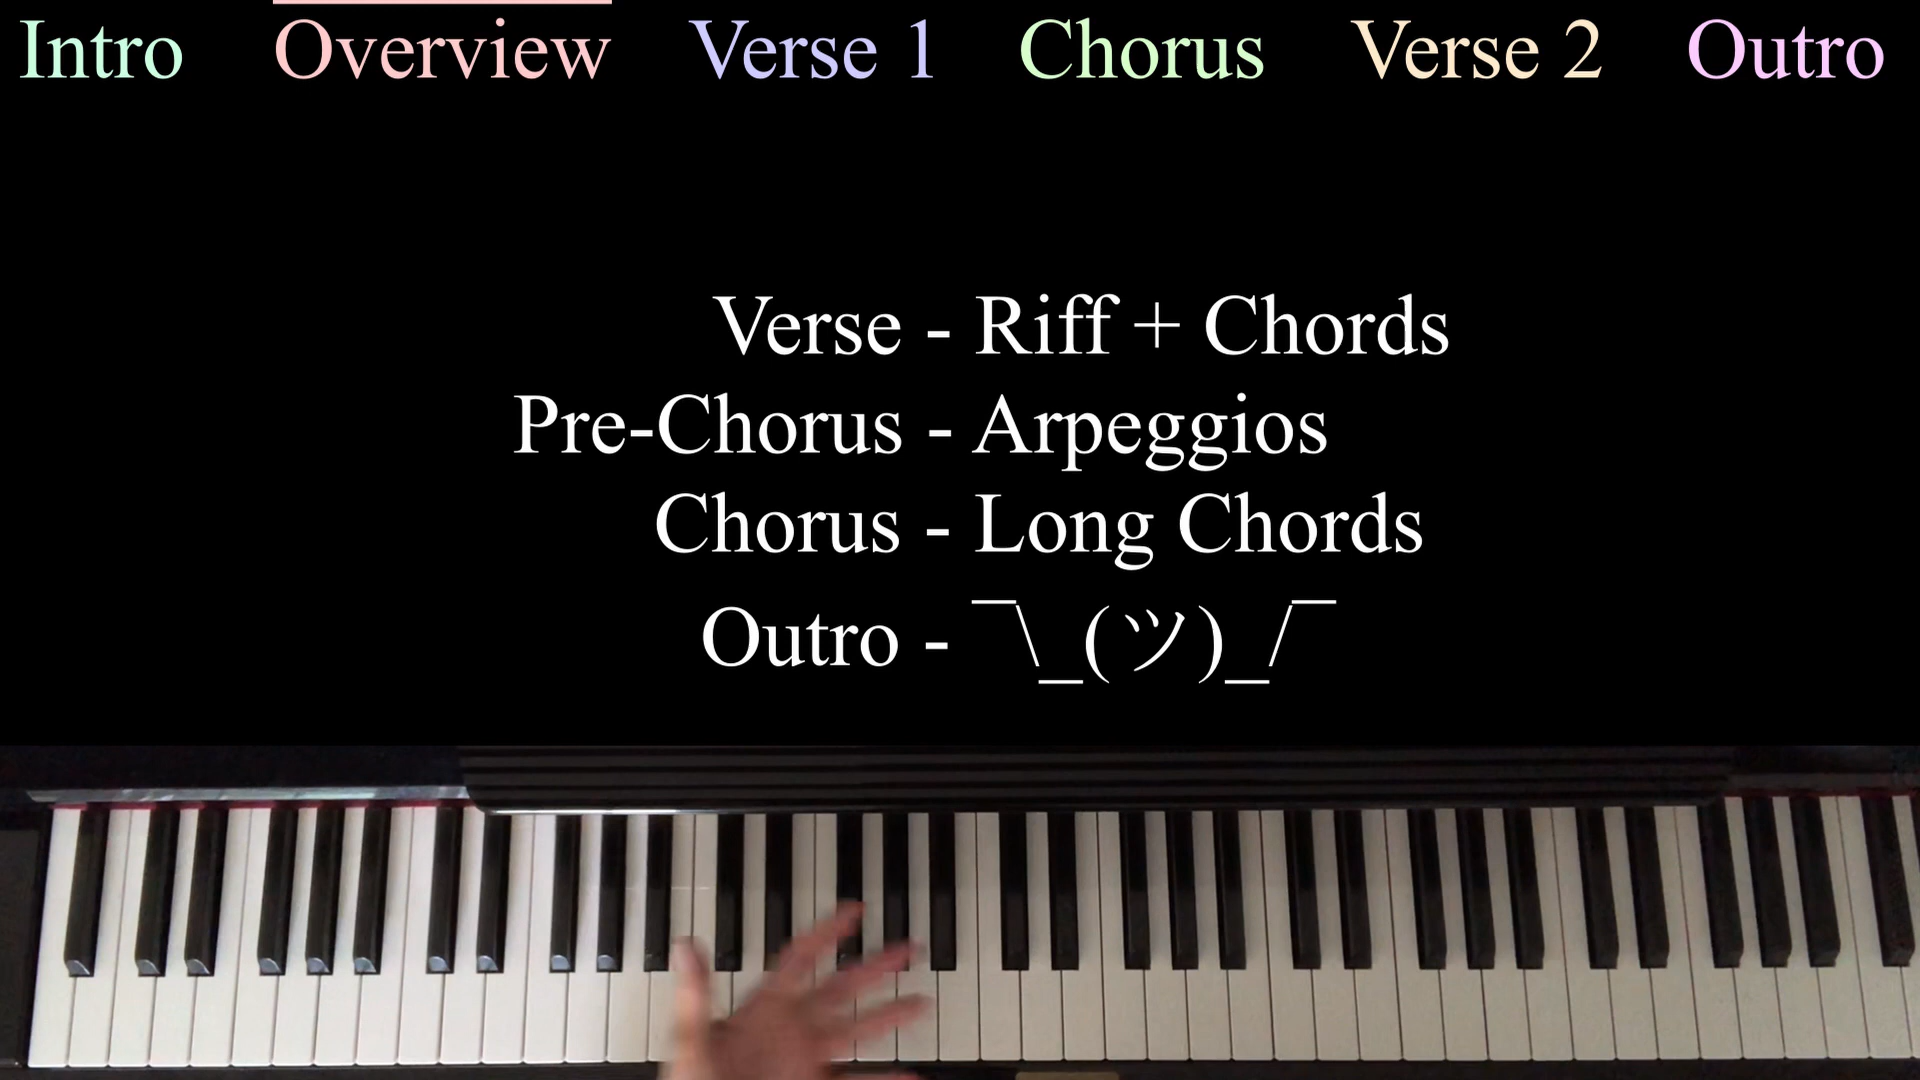 Intro Overview Verse 1 Chorus Verse 2 Outro
Verse - Riff + Chords
Pre-Chorus - Arpeggios
Chorus - Long Chords
Outro - ¯\_(ツ)_/¯